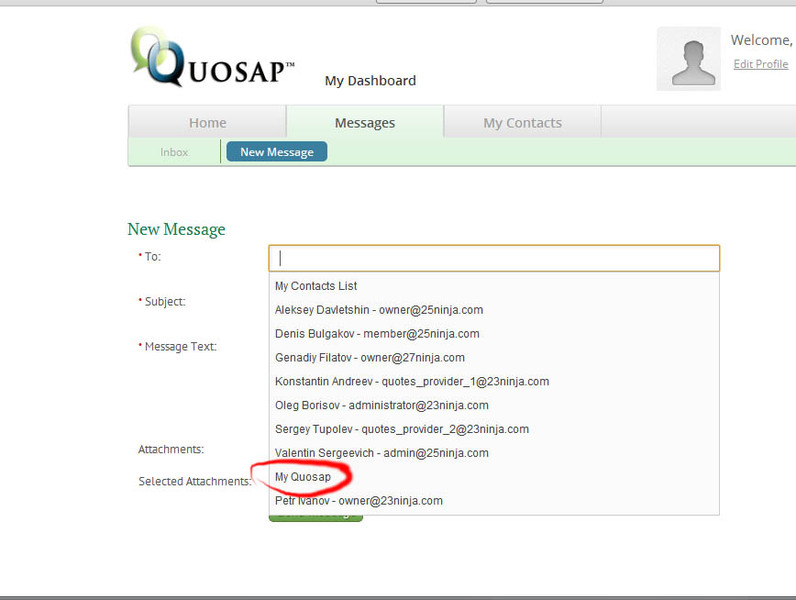 QUOSAP™
My Dashboard
Welcome,
Edit Profile
Home
Messages
My Contacts
Inbox
New Message
New Message
* To:
My Contacts List
* Subject:
Aleksey Davletshin - owner@25ninja.com
Denis Bulgakov - member@25ninja.com
* Message Text:
Genadiy Filatov - owner@27ninja.com
Konstantin Andreev - quotes_provider_1@23ninja.com
Oleg Borisov - administrator@23ninja.com
Sergey Tupolev - quotes_provider_2@23ninja.com
Attachments:
Valentin Sergeevich - admin@25ninja.com
Selected Attachments:
My Quosap
Petr Ivanov - owner@23ninja.com